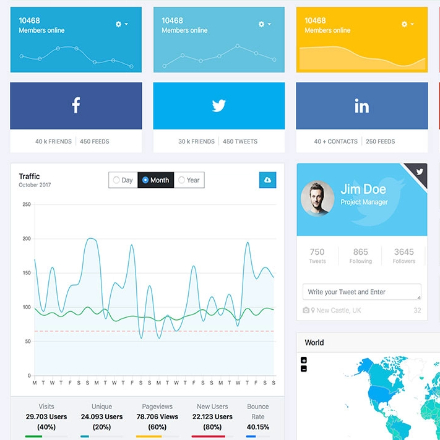 10468
Members online
10468
Members online
10468
Members online
40 k FRIENDS | 450 FEEDS
30 k FRIENDS | 450 TWEETS
40 + CONTACTS | 250 FEEDS
Traffic
October 2017
Day
Month
Year
250
200
150
100
50
0
M T W T F S S M T W T F S S M T W T F S S M T W T F S S
Visits
29.703 Users
(40%)
Unique
24.093 Users
(20%)
Pageviews
78.706 Views
(60%)
New Users
22.123 Users
(80%)
Bounce
Rate
40.15%
Jim Doe
Project Manager
750
Tweets
865
Following
3645
Followers
Write your Tweet and Enter
New Castle, UK
32
World
+
-